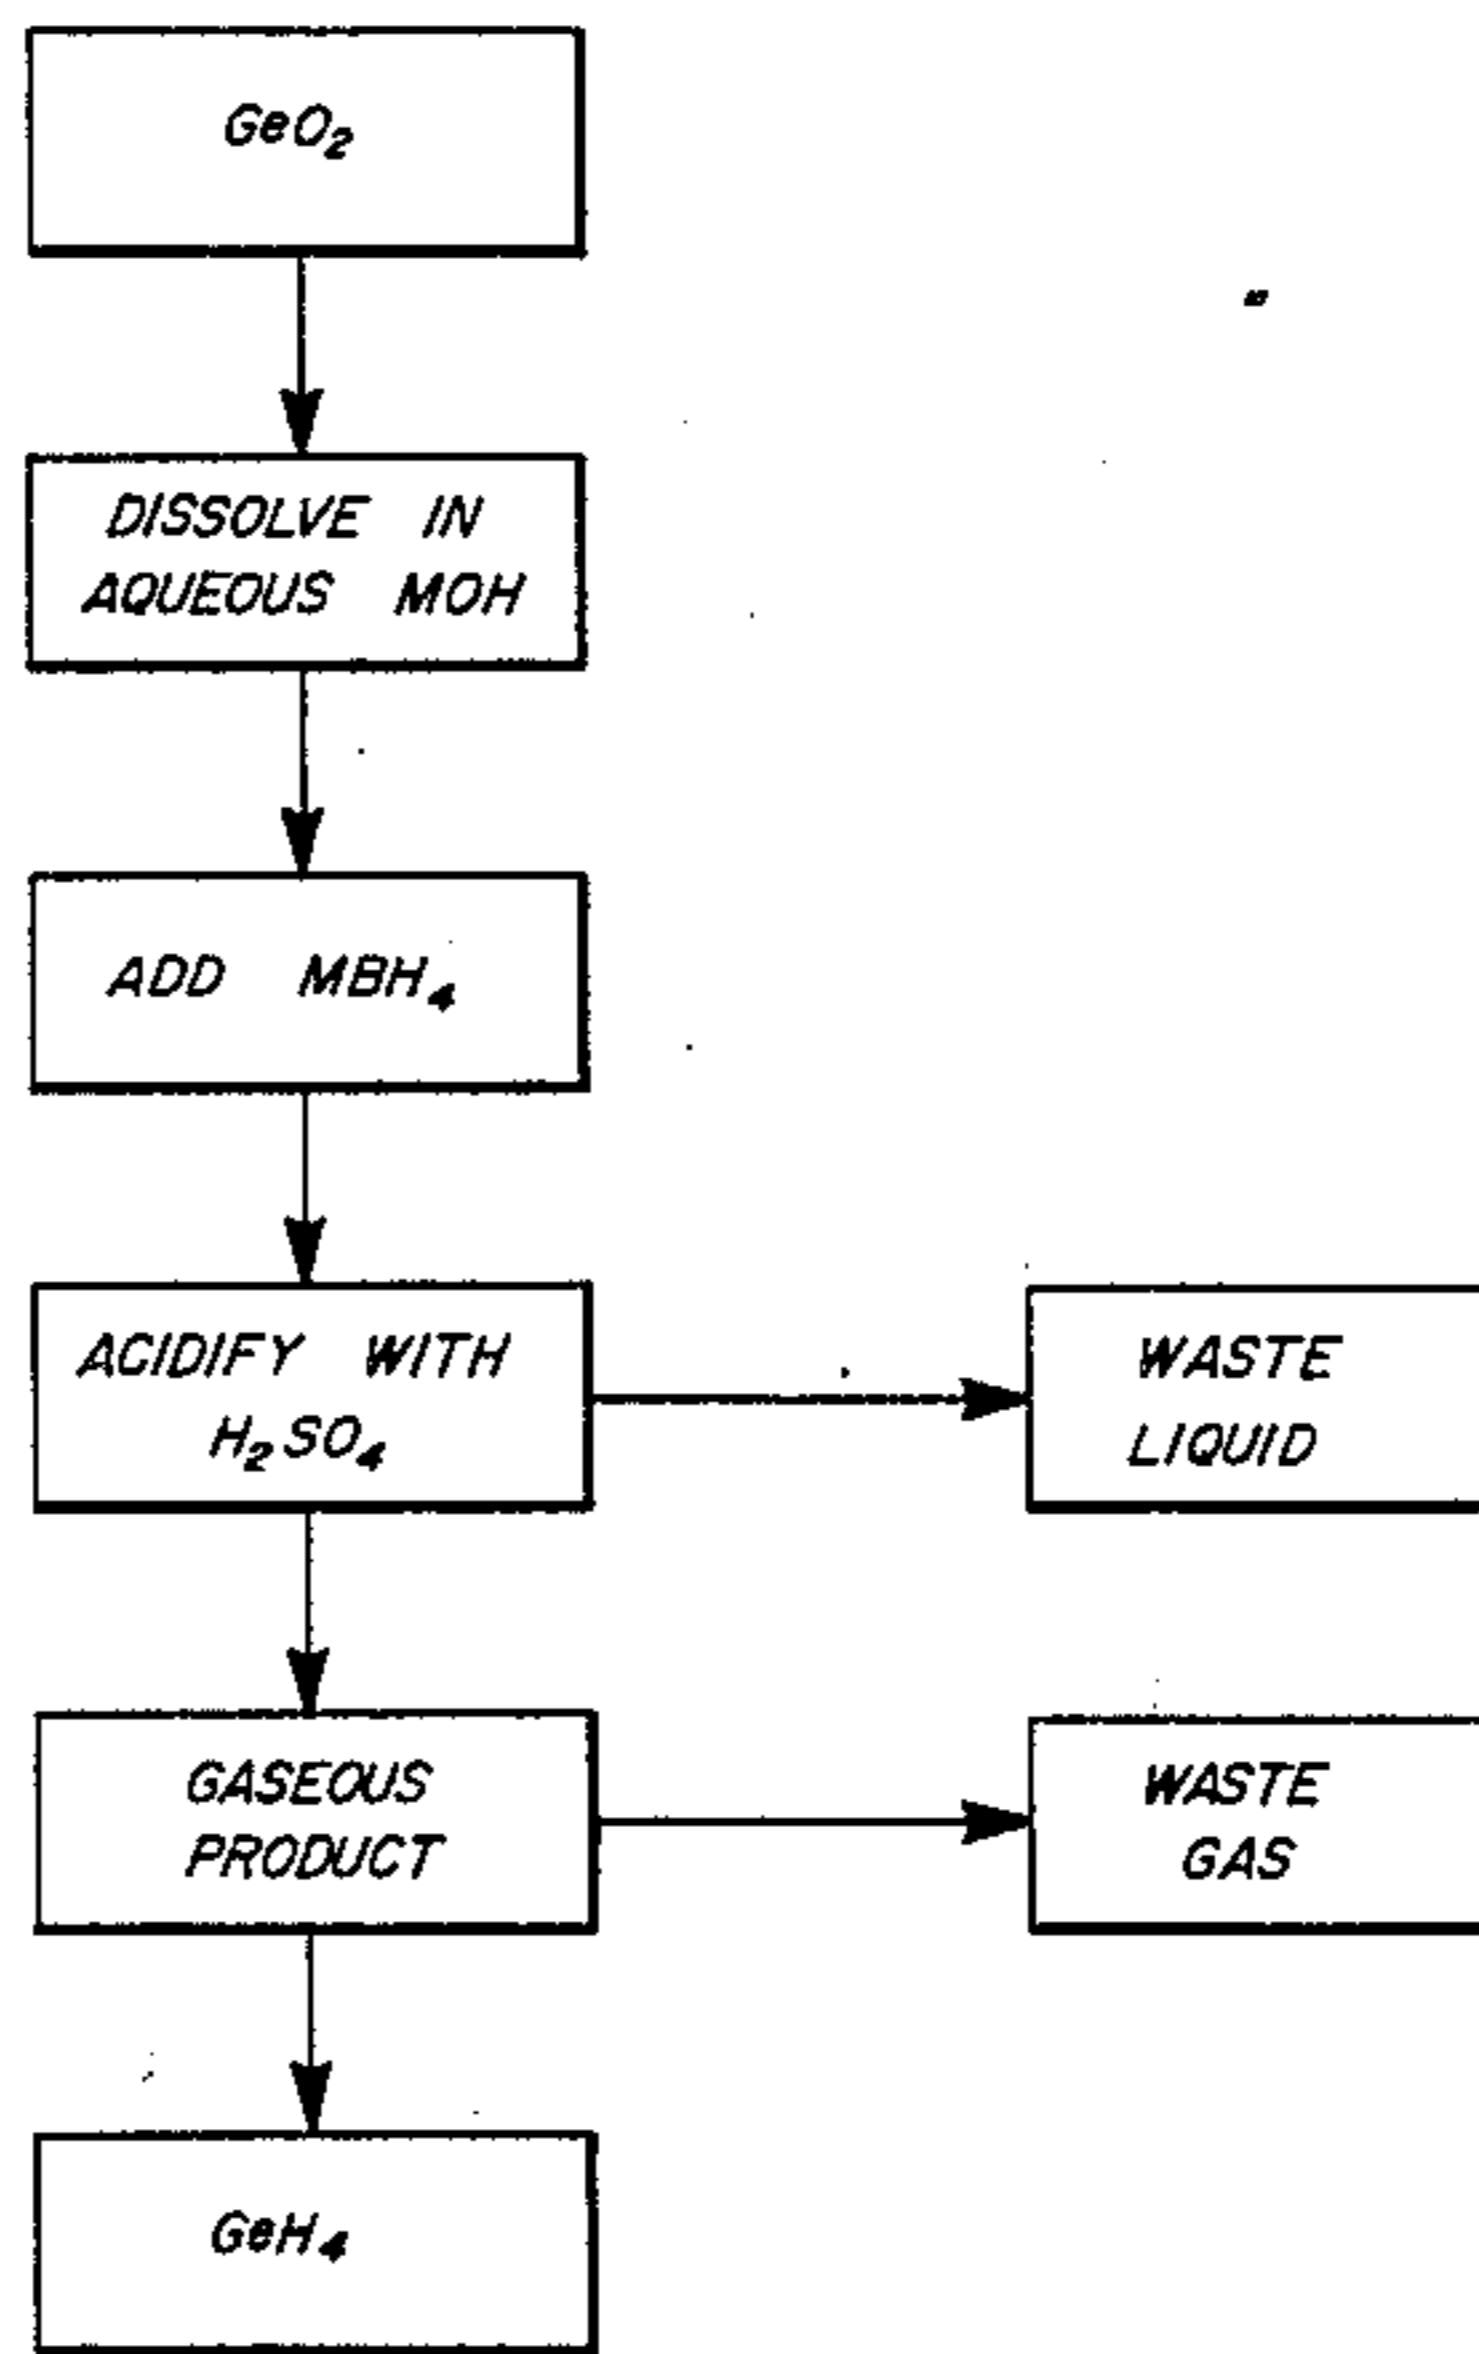 GeO₂
DISSOLVE IN
AQUEOUS MOH
ADD MBH₄
ACIDIFY WITH
H₂SO₄
WASTE
LIQUID
GASEOUS
PRODUCT
WASTE
GAS
GeH₄